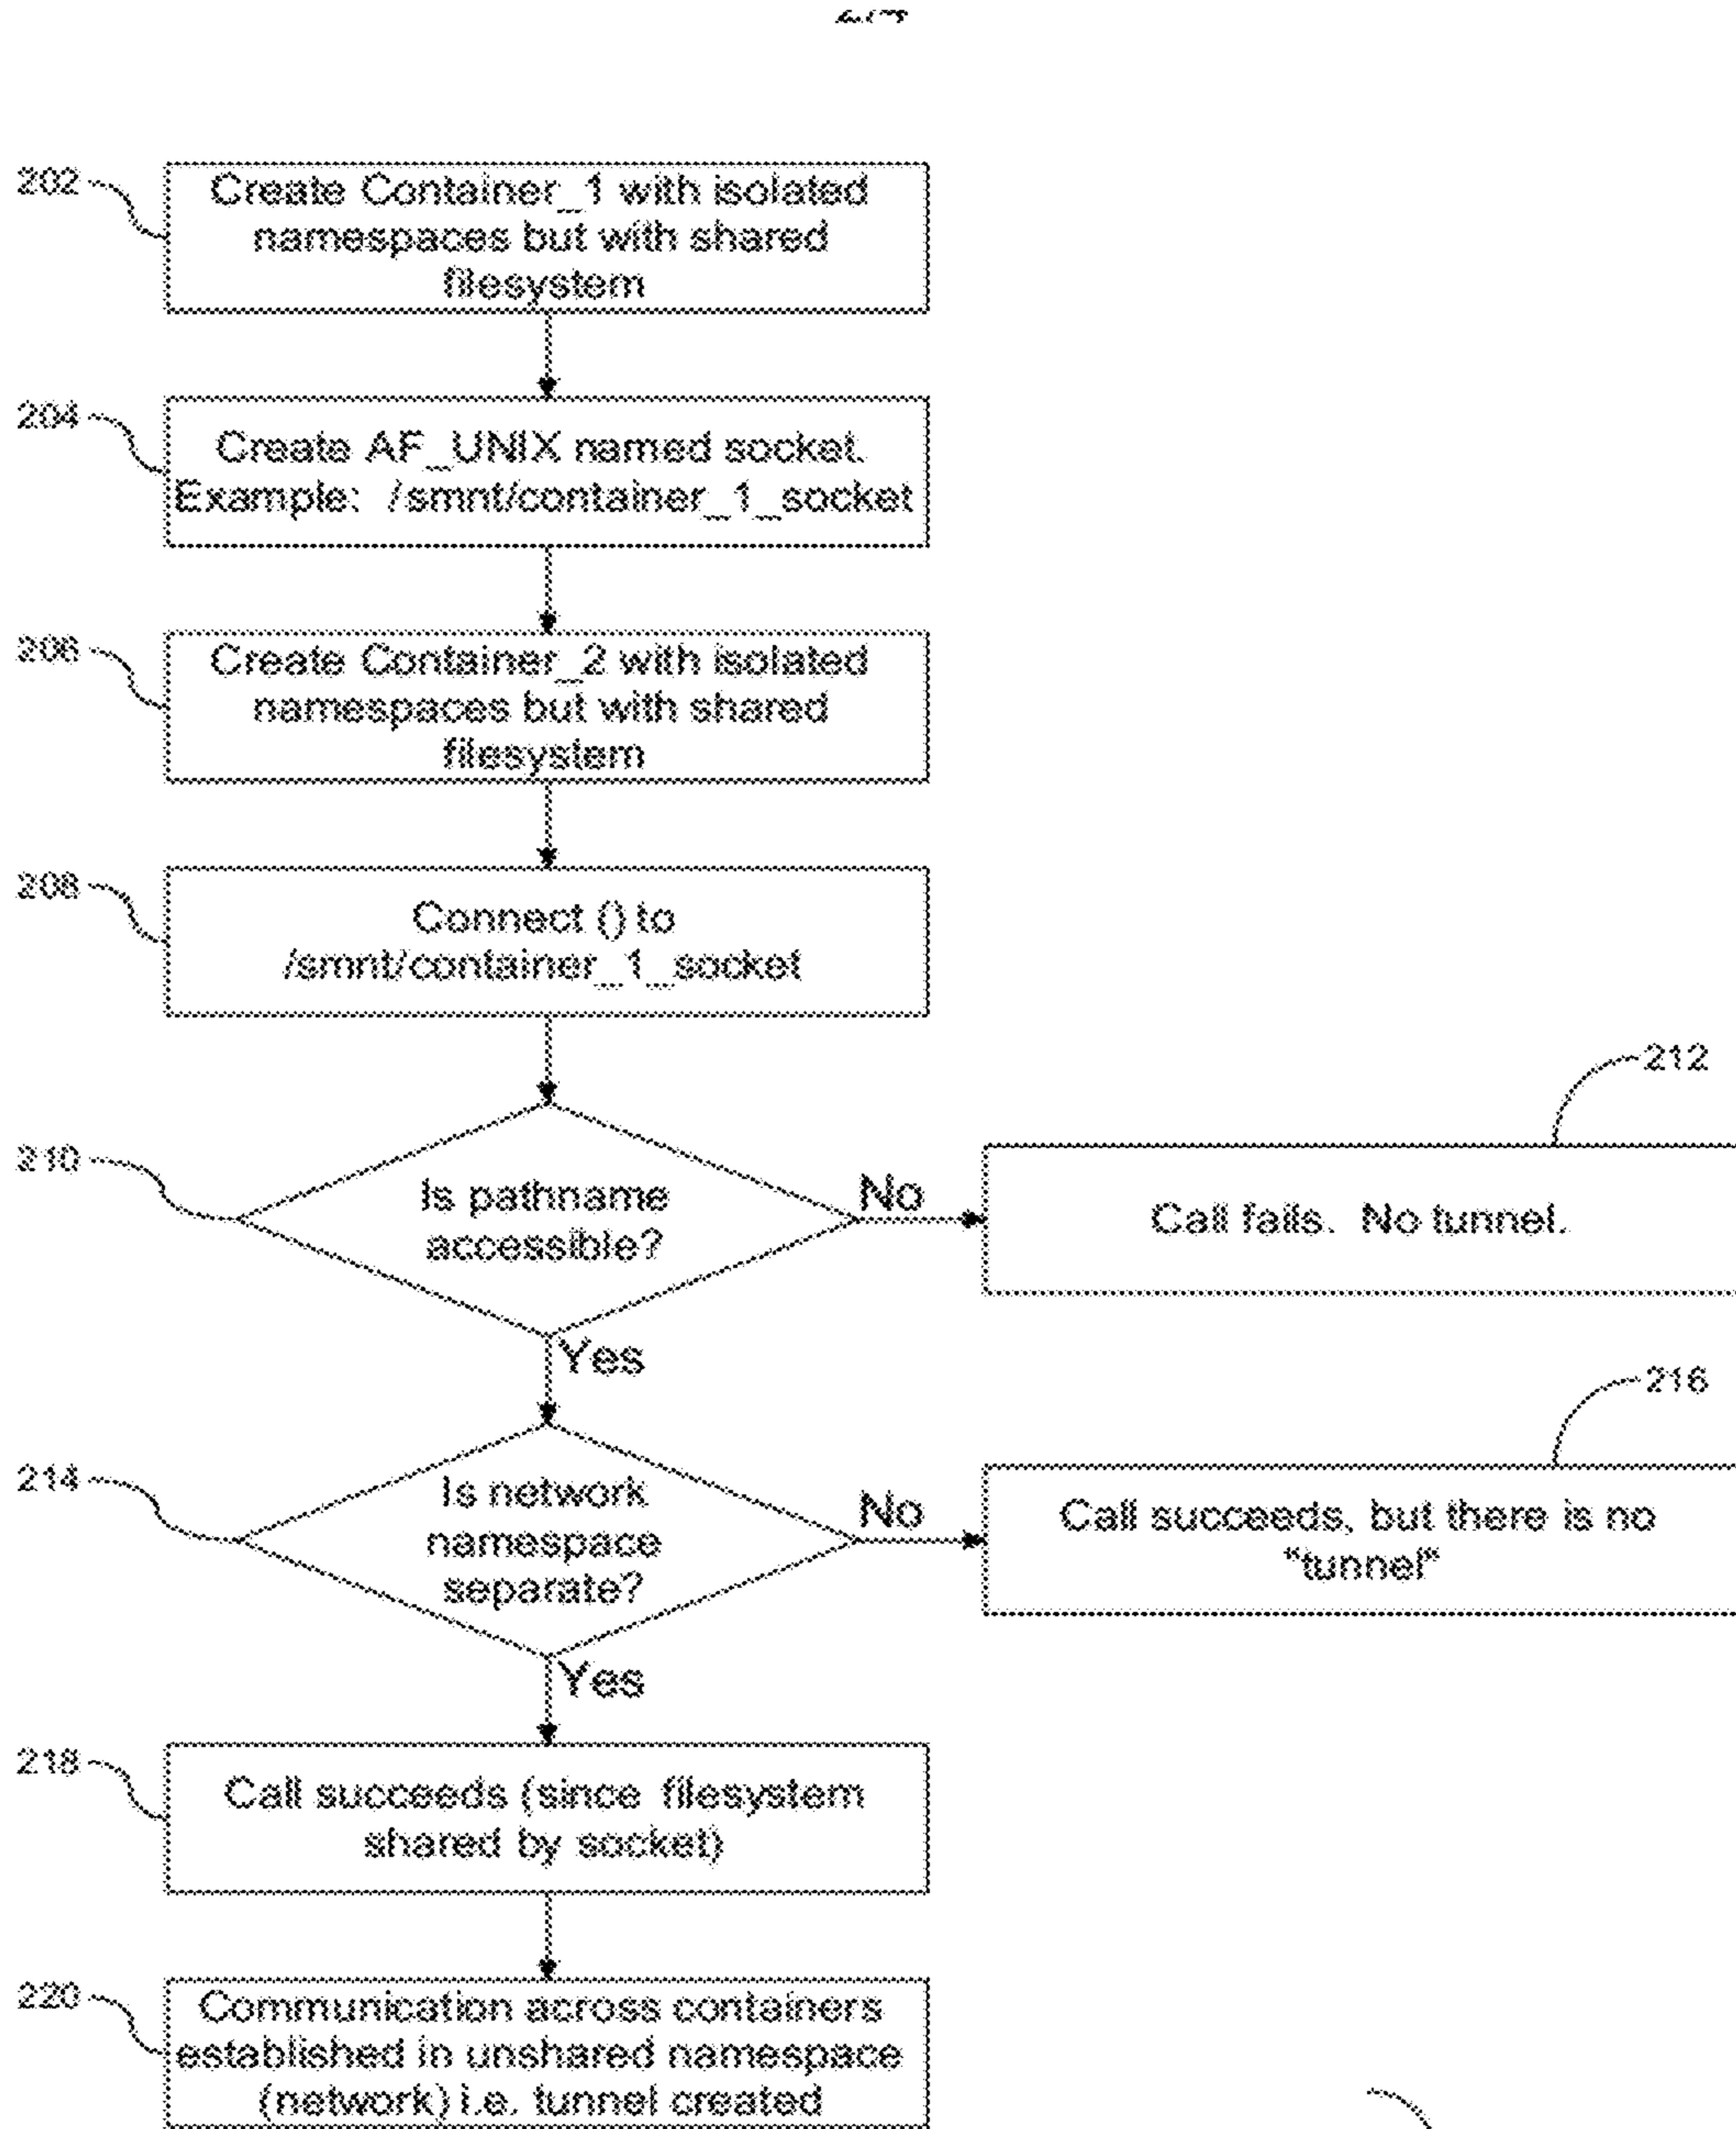 202
Create Container_1 with isolated
namespaces but with shared
filesystem
204
Create AF_UNIX named socket.
Example: /smnt/container_1_socket
206
Create Container_2 with isolated
namespaces but with shared
filesystem
208
Connect () to
/smnt/container_1_socket
210
Is pathname
accessible?
No
212
Call fails. No tunnel.
Yes
214
Is network
namespace
separate?
No
216
Call succeeds, but there is no
"tunnel"
Yes
218
Call succeeds (since filesystem
shared by socket)
220
Communication across containers
established in unshared namespace
(network) i.e. tunnel created